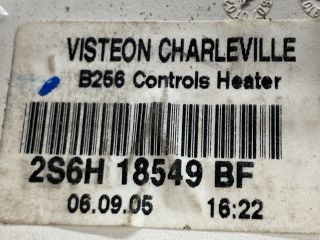 VISTEON CHARLEVILLE
B256 Controls Heater
2S6H 18549 BF
06.09.05 16:22